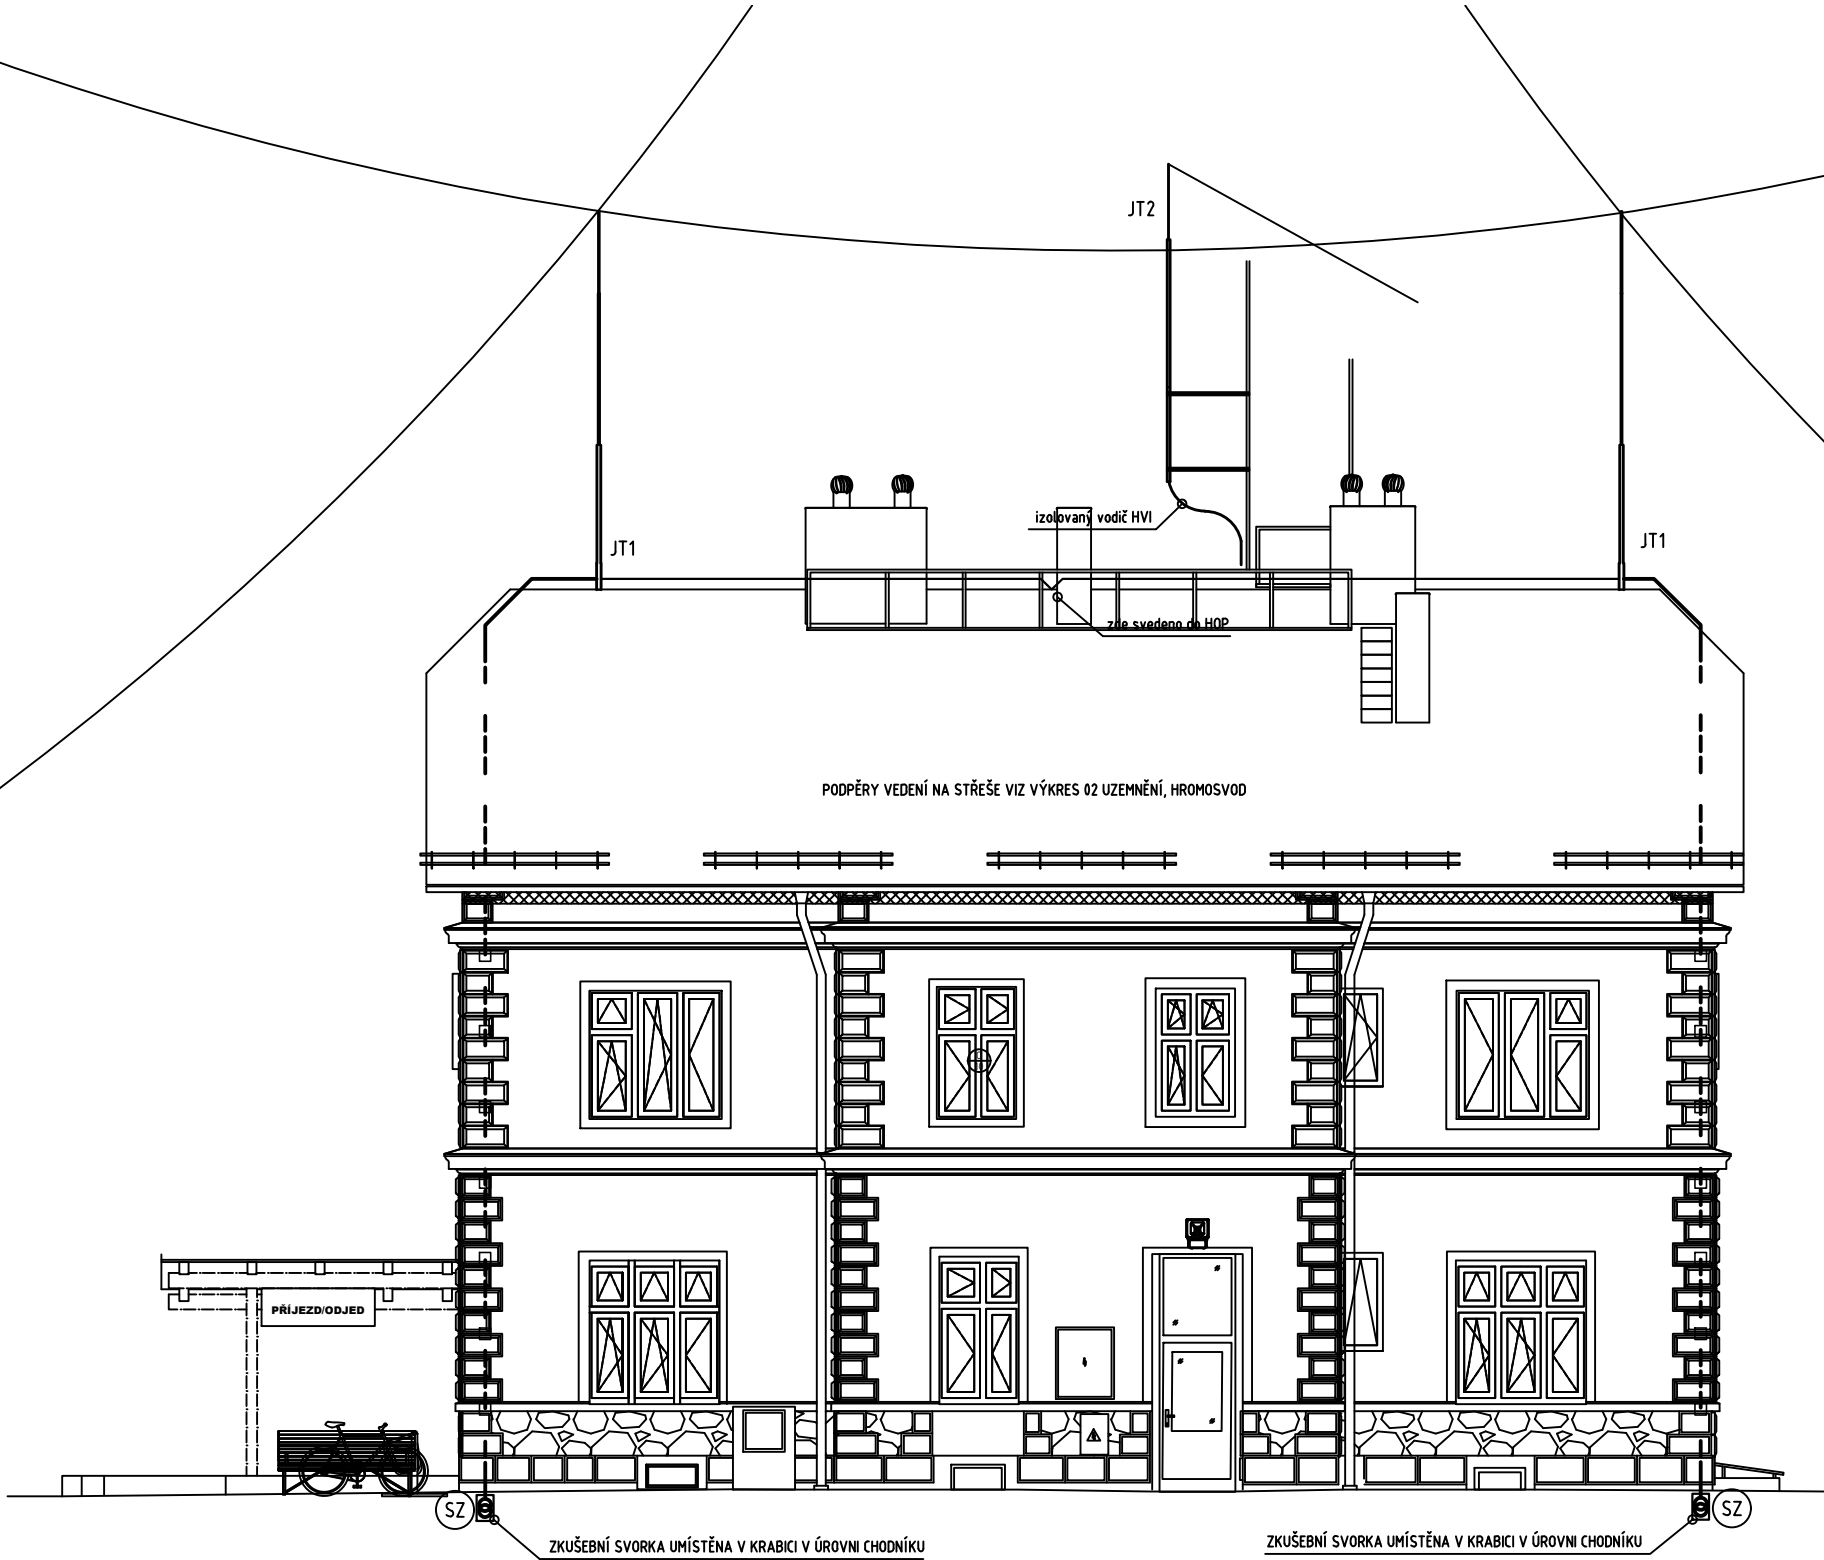 JT2
izolovaný vodič HVI
JT1
JT1
zde svedeno do HOP
PODPĚRY VEDENÍ NA STŘEŠE VIZ VÝKRES 02 UZEMNĚNÍ, HROMOSVOD
PŘÍJEZD/ODJED
SZ
SZ
ZKUŠEBNÍ SVORKA UMÍSTĚNA V KRABICI V ÚROVNI CHODNÍKU
ZKUŠEBNÍ SVORKA UMÍSTĚNA V KRABICI V ÚROVNI CHODNÍKU